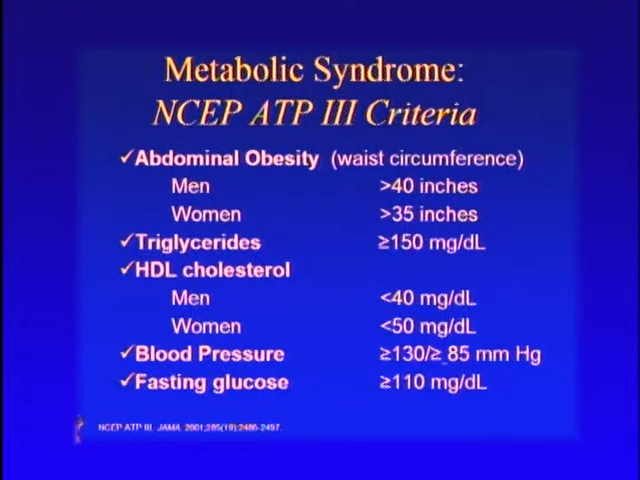 Metabolic Syndrome:
NCEP ATP III Criteria
✓Abdominal Obesity (waist circumference)
Men >40 inches
Women >35 inches
✓Triglycerides ≥150 mg/dL
✓HDL cholesterol
Men <40 mg/dL
Women <50 mg/dL
✓Blood Pressure ≥130/≥ 85 mm Hg
✓Fasting glucose ≥110 mg/dL
NCEP ATP III. JAMA. 2001;285(19):2486-2497.